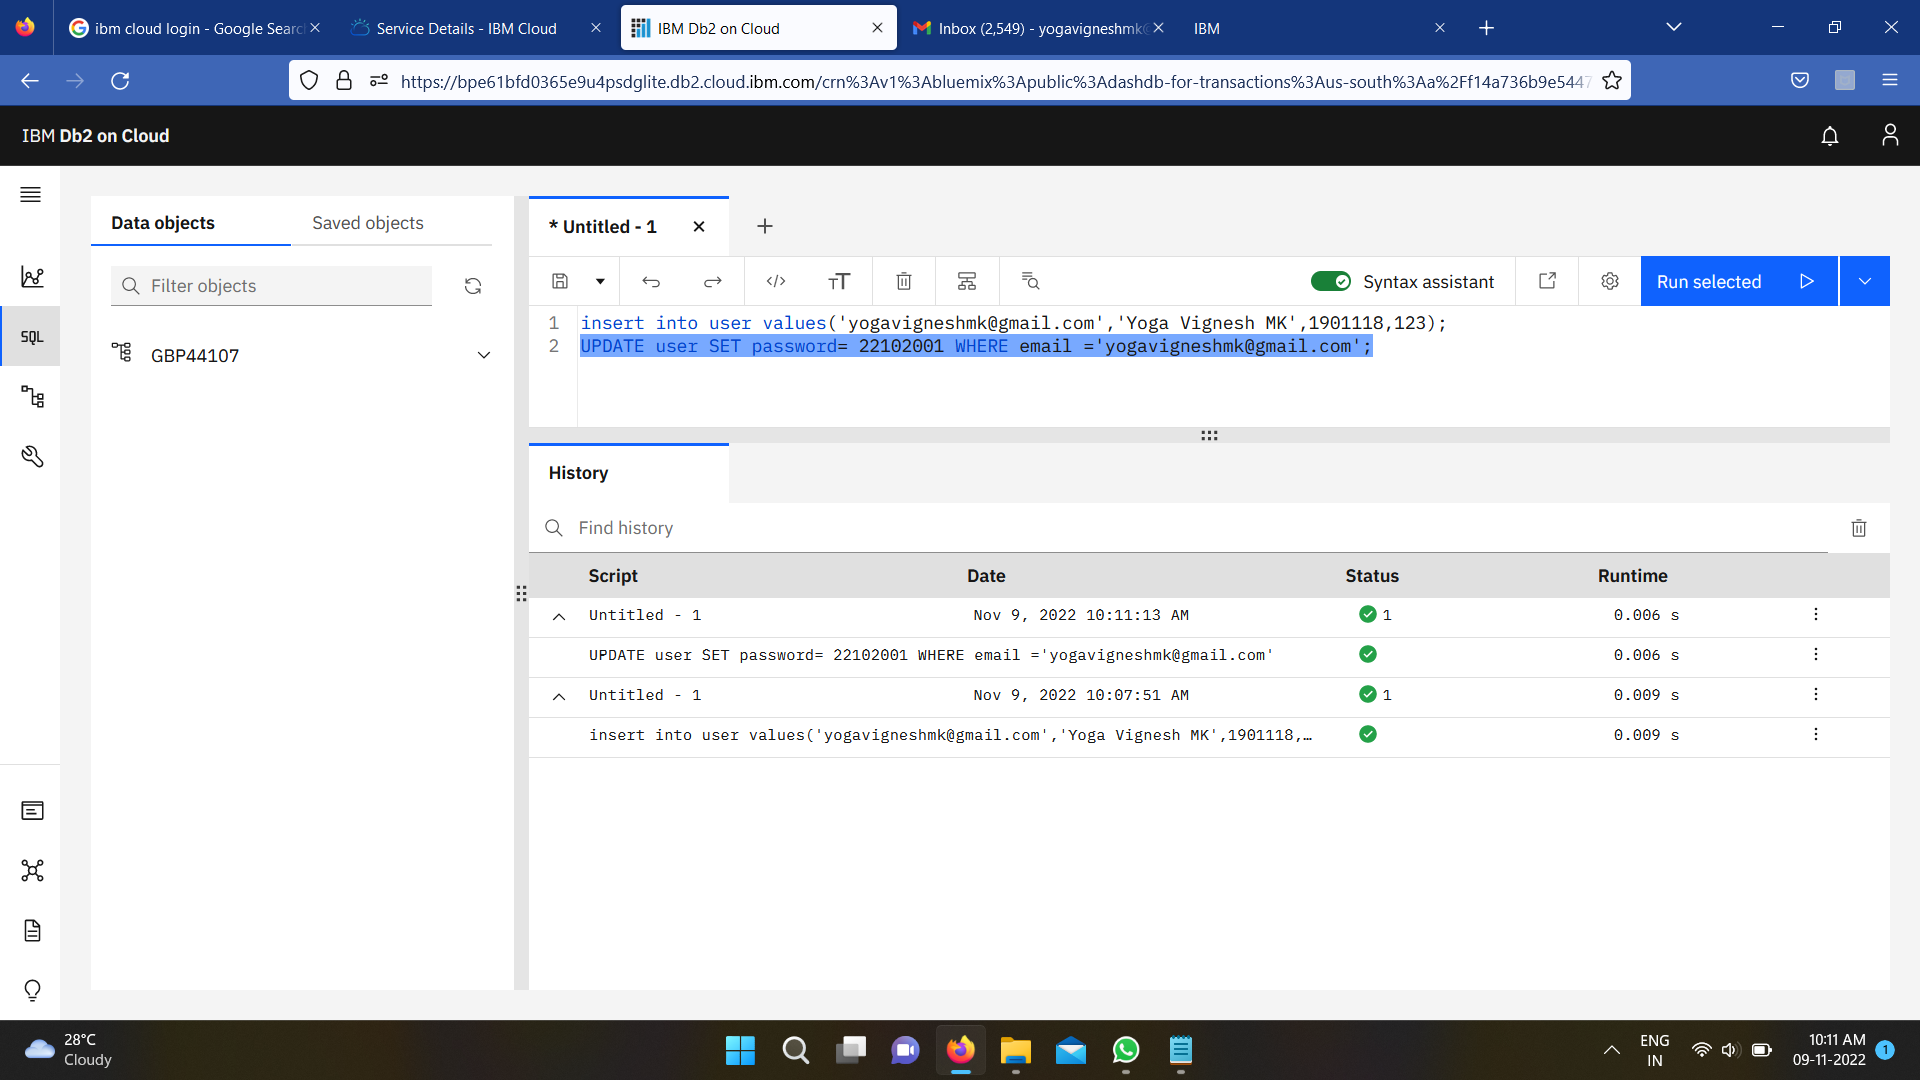 ibm cloud login - Google Searc
Service Details - IBM Cloud
IBM Db2 on Cloud
Inbox (2,549) - yogavigneshmk@
IBM
https://bpe61bfd0365e9u4psdglite.db2.cloud.ibm.com/crn%3Av1%3Abluemix%3Apublic%3Adashdb-for-transactions%3Aus-south%3Aa%2Ff14a736b9e5447
IBM Db2 on Cloud
Data objects
Saved objects
* Untitled - 1
Filter objects
Syntax assistant
Run selected
SQL
GBP44107
1 insert into user values('yogavigneshmk@gmail.com','Yoga Vignesh MK',1901118,123);
2 UPDATE user SET password= 22102001 WHERE email ='yogavigneshmk@gmail.com';
History
Find history
Script Date Status Runtime
Untitled - 1 Nov 9, 2022 10:11:13 AM 1 0.006 s
UPDATE user SET password= 22102001 WHERE email ='yogavigneshmk@gmail.com' 0.006 s
Untitled - 1 Nov 9, 2022 10:07:51 AM 1 0.009 s
insert into user values('yogavigneshmk@gmail.com','Yoga Vignesh MK',1901118,… 0.009 s
28°C
Cloudy
ENG
IN
10:11 AM
09-11-2022
1